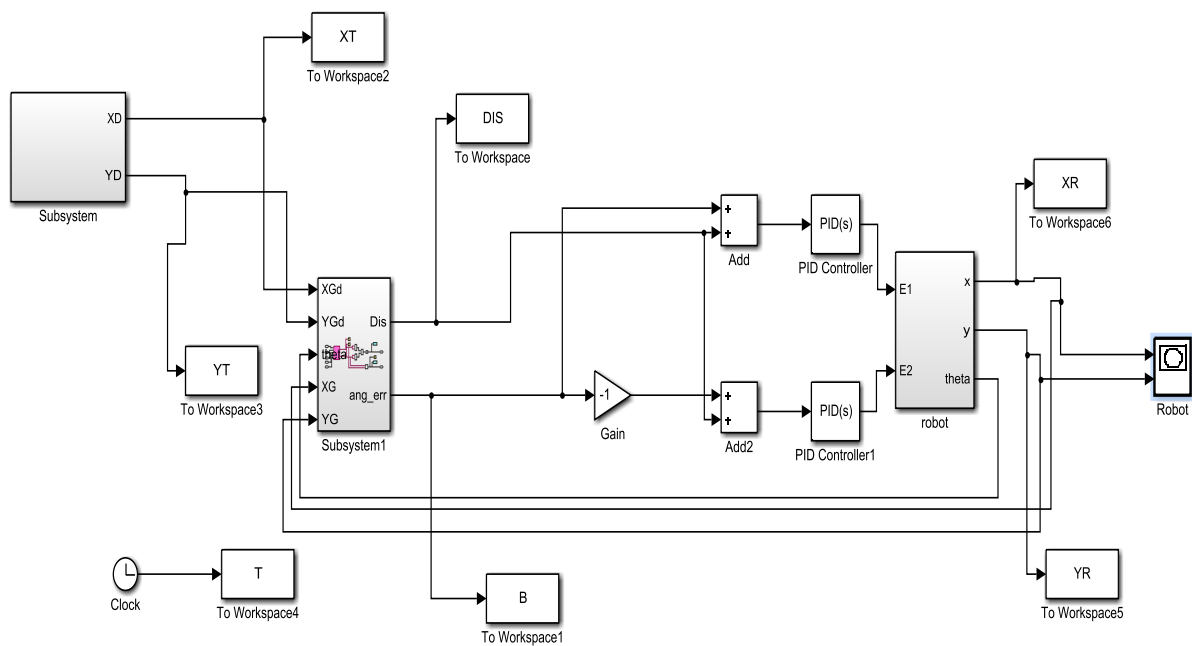 XT
To Workspace2
XD
YD
Subsystem
DIS
To Workspace
XR
To Workspace6
+
+
Add
PID(s)
PID Controller
XGd
YGd
XG
YG
Dis
ang_err
Subsystem1
YT
To Workspace3
-1
Gain
+
+
Add2
PID(s)
PID Controller1
E1
E2
x
y
theta
robot
Robot
T
To Workspace4
Clock
B
To Workspace1
YR
To Workspace5